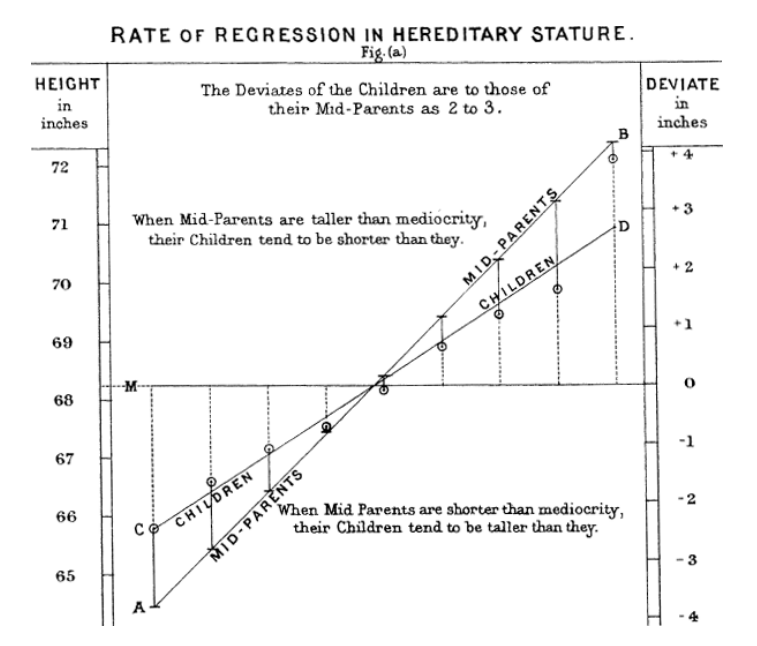 RATE OF REGRESSION IN HEREDITARY STATURE.
Fig. (a)
HEIGHT
in
inches
The Deviates of the Children are to those of
their Mid-Parents as 2 to 3.
DEVIATE
in
inches
72
71
70
69
68
67
66
65
When Mid-Parents are taller than mediocrity,
their Children tend to be shorter than they.
MID-PARENTS
CHILDREN
B
D
M
C
A
CHILDREN
MID-PARENTS
When Mid Parents are shorter than mediocrity,
their Children tend to be taller than they.
+ 4
+ 3
+ 2
+ 1
0
-1
- 2
- 3
- 4